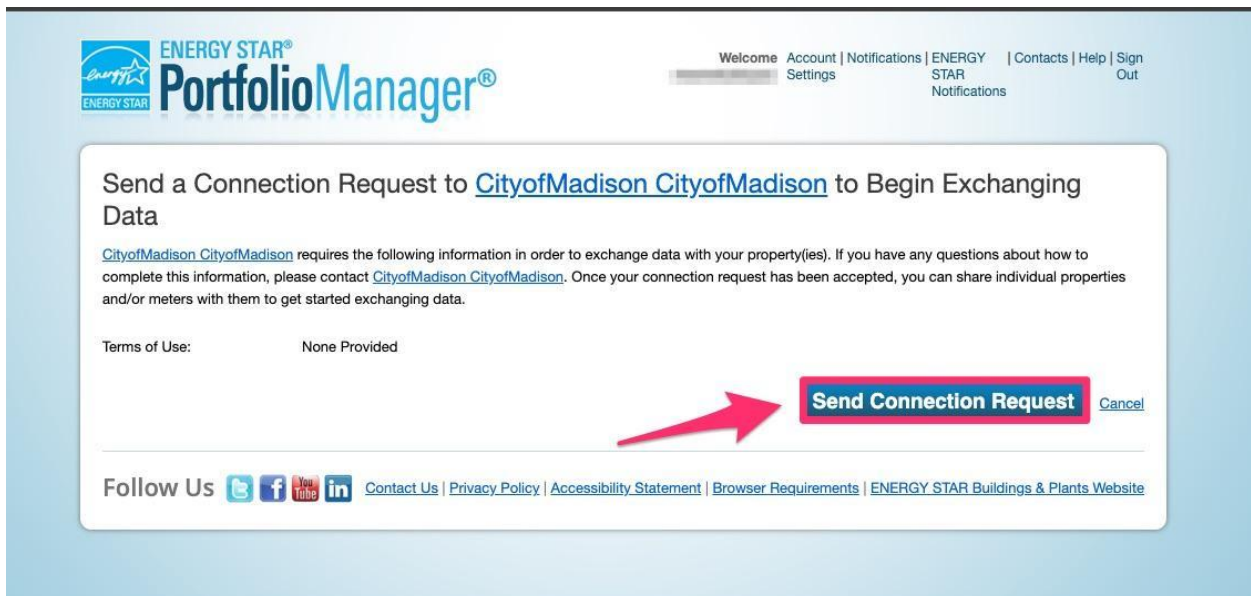 ENERGY STAR®
PortfolioManager®
energy
ENERGY STAR
Welcome
Account Settings | Notifications | ENERGY STAR Notifications | Contacts | Help | Sign Out
Send a Connection Request to CityofMadison CityofMadison to Begin Exchanging
Data
CityofMadison CityofMadison requires the following information in order to exchange data with your property(ies). If you have any questions about how to
complete this information, please contact CityofMadison CityofMadison. Once your connection request has been accepted, you can share individual properties
and/or meters with them to get started exchanging data.
Terms of Use: None Provided
Send Connection Request Cancel
Follow Us You Tube in Contact Us | Privacy Policy | Accessibility Statement | Browser Requirements | ENERGY STAR Buildings & Plants Website